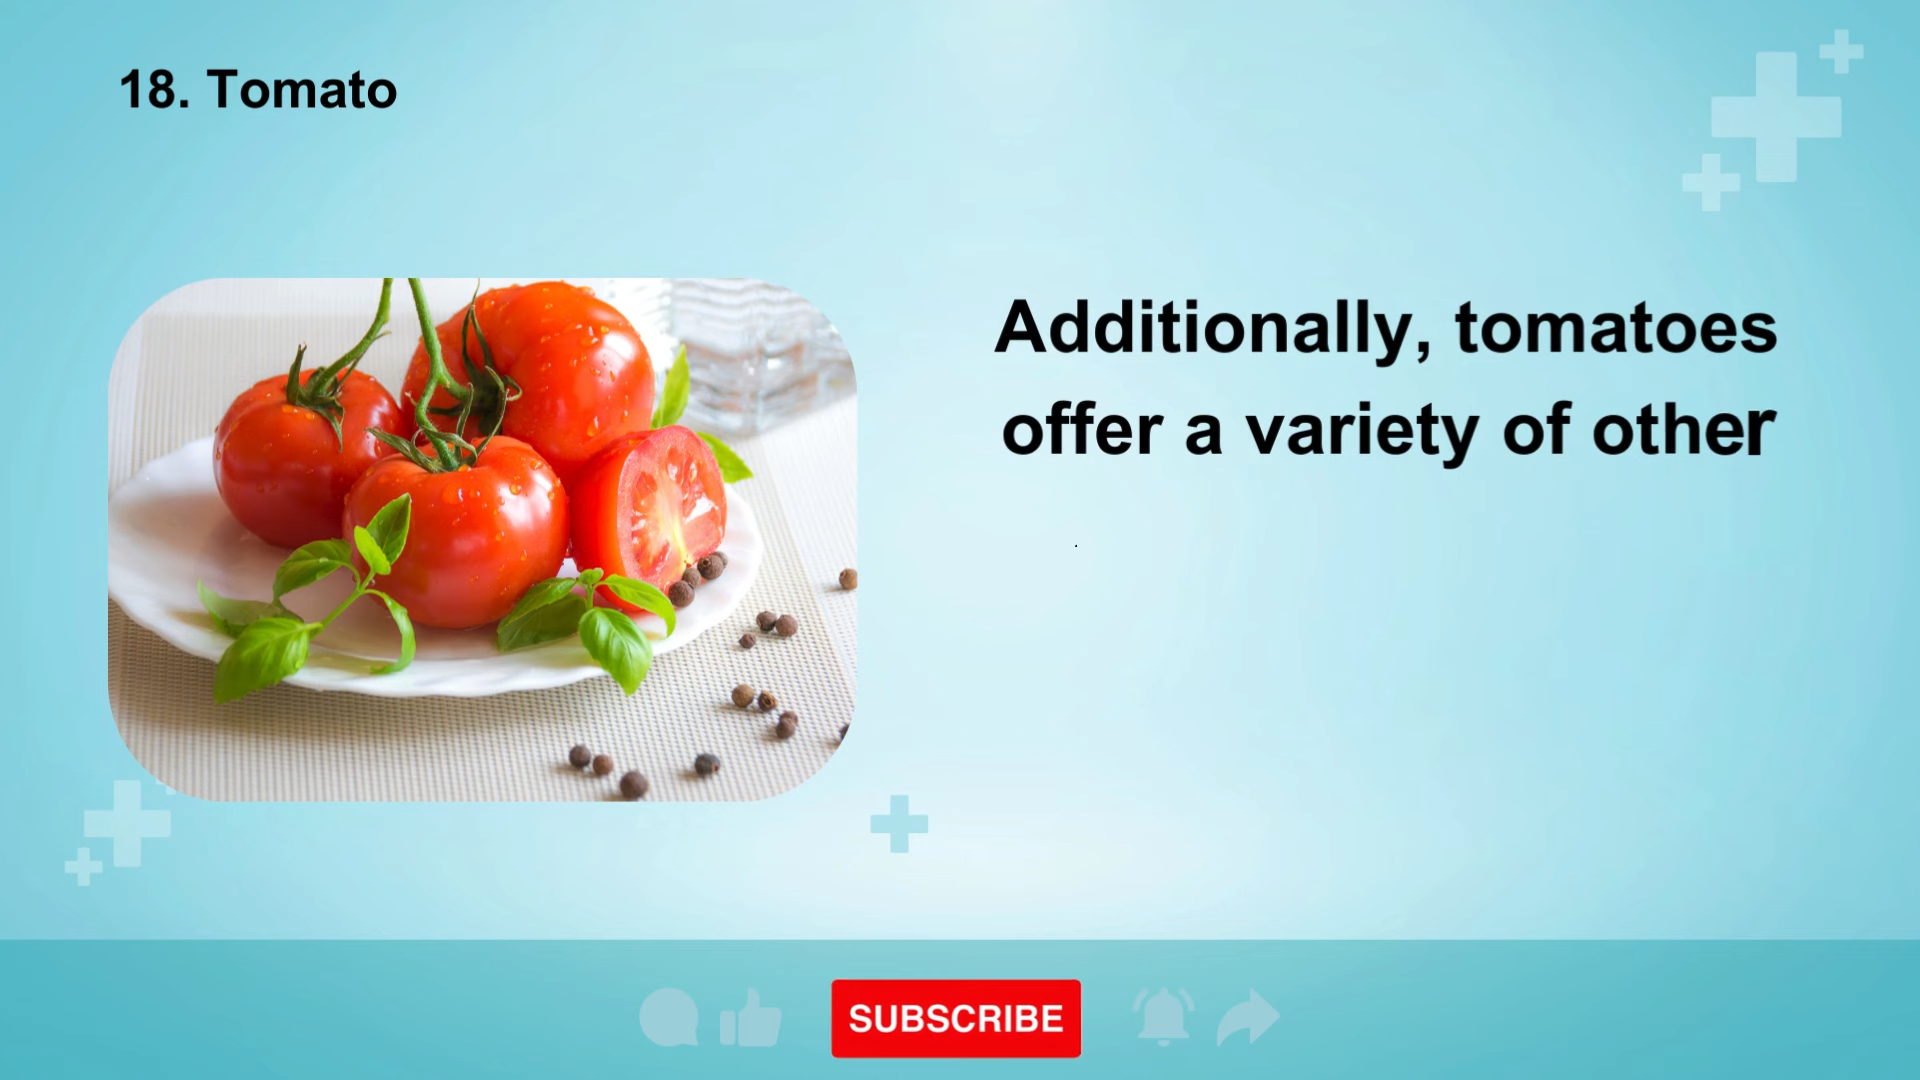 18. Tomato
Additionally, tomatoes
offer a variety of other
SUBSCRIBE